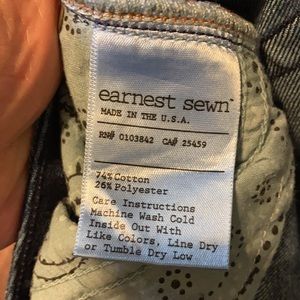 earnest sewn™
MADE IN THE U.S.A.
RN# 0103842 CA# 25459
74% Cotton
26% Polyester
Care Instructions
Machine Wash Cold
Inside Out With
Like Colors, Line Dry
or Tumble Dry Low